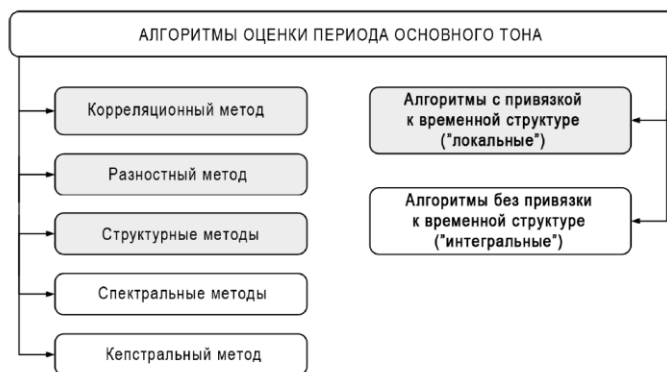 АЛГОРИТМЫ ОЦЕНКИ ПЕРИОДА ОСНОВНОГО ТОНА
Корреляционный метод
Разностный метод
Структурные методы
Спектральные методы
Кепстральный метод
Алгоритмы с привязкой
к временной структуре
("локальные")
Алгоритмы без привязки
к временной структуре
("интегральные")